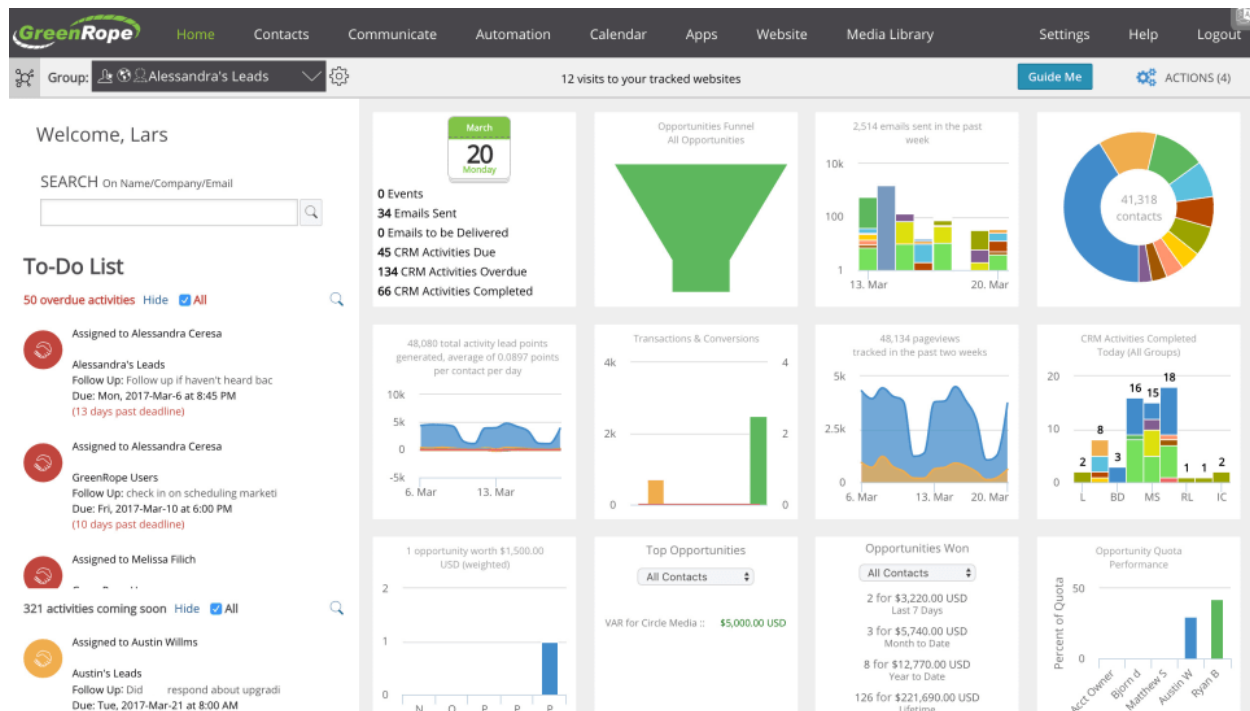 GreenRope
Home
Contacts
Communicate
Automation
Calendar
Apps
Website
Media Library
Settings
Help
Logout
Group:
Alessandra's Leads
12 visits to your tracked websites
Guide Me
ACTIONS (4)
Welcome, Lars
SEARCH On Name/Company/Email
To-Do List
50 overdue activities Hide All
Assigned to Alessandra Ceresa
Alessandra's Leads
Follow Up: Follow up if haven't heard bac
Due: Mon, 2017-Mar-6 at 8:45 PM
(13 days past deadline)
Assigned to Alessandra Ceresa
GreenRope Users
Follow Up: check in on scheduling marketi
Due: Fri, 2017-Mar-10 at 6:00 PM
(10 days past deadline)
Assigned to Melissa Filich
321 activities coming soon Hide All
Assigned to Austin Willms
Austin's Leads
Follow Up: Did respond about upgradi
Due: Tue, 2017-Mar-21 at 8:00 AM
March
20
Monday
0 Events
34 Emails Sent
0 Emails to be Delivered
45 CRM Activities Due
134 CRM Activities Overdue
66 CRM Activities Completed
Opportunities Funnel
All Opportunities
2,514 emails sent in the past
week
10k
100
1
13. Mar
20. Mar
41,318
contacts
48,080 total activity lead points
generated, average of 0.0897 points
per contact per day
10k
5k
0
-5k
6. Mar
13. Mar
Transactions & Conversions
4k
4
2k
2
0
0
48,134 pageviews
tracked in the past two weeks
5k
2.5k
0
6. Mar
13. Mar
20. Mar
CRM Activities Completed
Today (All Groups)
20
10
0
2
8
3
16
15
18
1
1
2
L
BD
MS
RL
IC
1 opportunity worth $1,500.00
USD (weighted)
2
1
0
N
O
P
P
P
Top Opportunities
All Contacts
VAR for Circle Media :: $5,000.00 USD
Opportunities Won
All Contacts
2 for $3,220.00 USD
Last 7 Days
3 for $5,740.00 USD
Month to Date
8 for $12,770.00 USD
Year to Date
126 for $221,690.00 USD
Lifetime
Opportunity Quota
Performance
Percent of Quota
50
0
Acct Owner
Bjorn d
Matthew S
Austin W
Ryan B